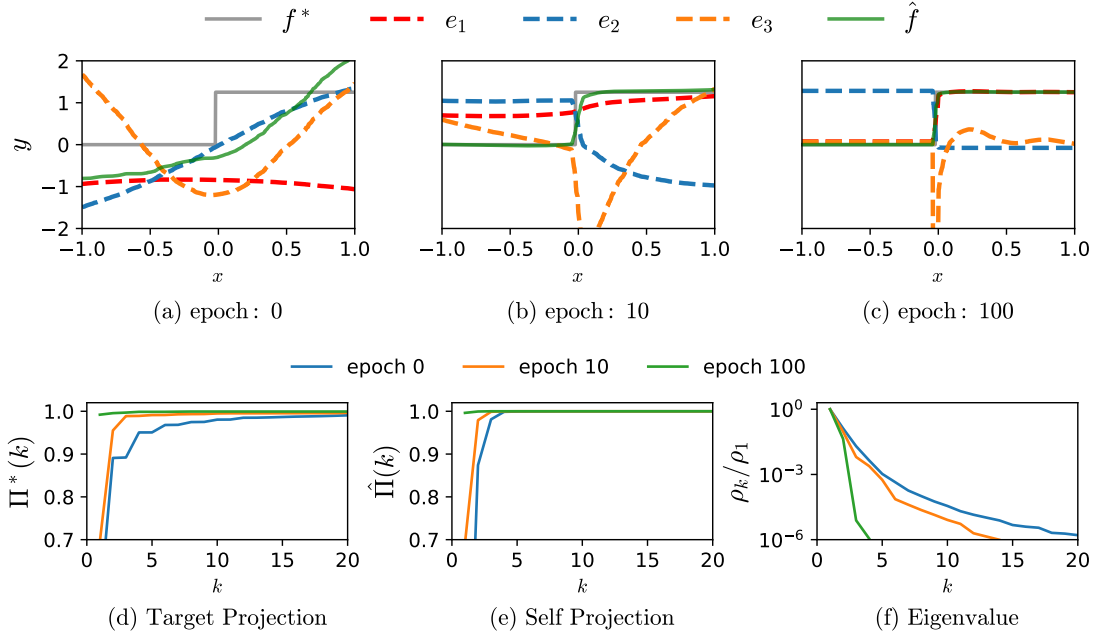 f* e₁ e₂ e₃ f̂
2
1
0
−1
−2
y
−1.0 −0.5 0.0 0.5 1.0
−1.0 −0.5 0.0 0.5 1.0
−1.0 −0.5 0.0 0.5 1.0
x x x
(a) epoch: 0 (b) epoch: 10 (c) epoch: 100
epoch 0 epoch 10 epoch 100
1.0
0.9
0.8
0.7
Π*(k)
0 5 10 15 20
k
(d) Target Projection
1.0
0.9
0.8
0.7
Π̂(k)
0 5 10 15 20
k
(e) Self Projection
10⁰
10⁻³
10⁻⁶
ρₖ/ρ₁
0 5 10 15 20
k
(f) Eigenvalue